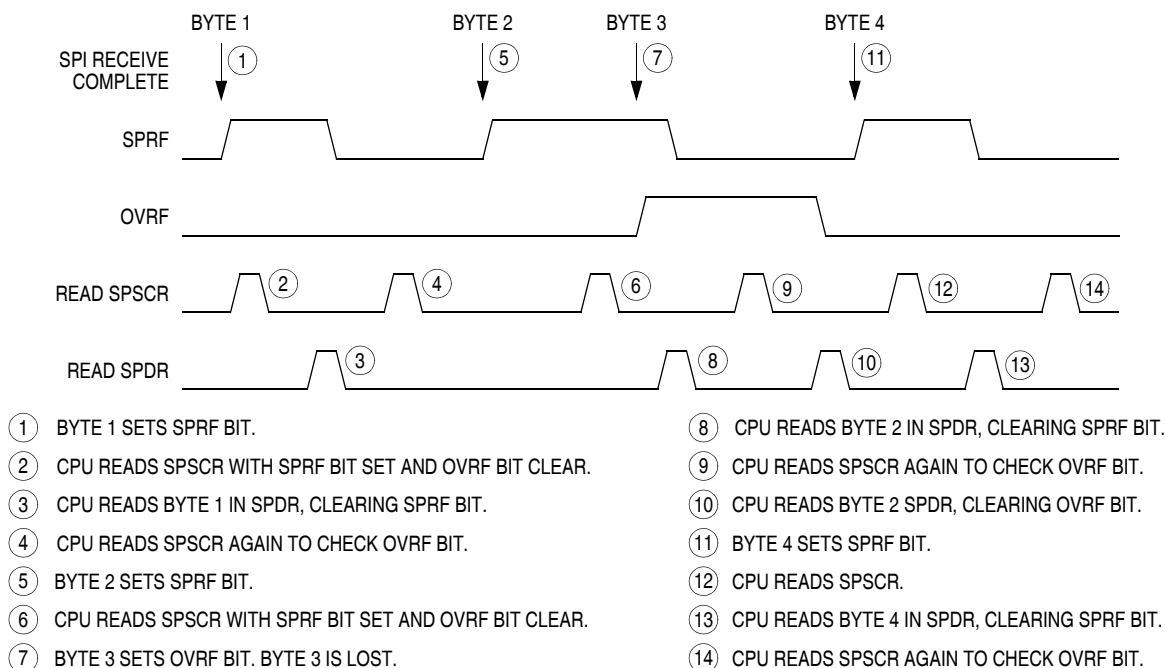 BYTE 1 BYTE 2 BYTE 3 BYTE 4
SPI RECEIVE
COMPLETE
1 5 7 11
SPRF
OVRF
READ SPSCR
2 4 6 9 12 14
READ SPDR
3 8 10 13
1 BYTE 1 SETS SPRF BIT.
2 CPU READS SPSCR WITH SPRF BIT SET AND OVRF BIT CLEAR.
3 CPU READS BYTE 1 IN SPDR, CLEARING SPRF BIT.
4 CPU READS SPSCR AGAIN TO CHECK OVRF BIT.
5 BYTE 2 SETS SPRF BIT.
6 CPU READS SPSCR WITH SPRF BIT SET AND OVRF BIT CLEAR.
7 BYTE 3 SETS OVRF BIT. BYTE 3 IS LOST.
8 CPU READS BYTE 2 IN SPDR, CLEARING SPRF BIT.
9 CPU READS SPSCR AGAIN TO CHECK OVRF BIT.
10 CPU READS BYTE 2 SPDR, CLEARING OVRF BIT.
11 BYTE 4 SETS SPRF BIT.
12 CPU READS SPSCR.
13 CPU READS BYTE 4 IN SPDR, CLEARING SPRF BIT.
14 CPU READS SPSCR AGAIN TO CHECK OVRF BIT.